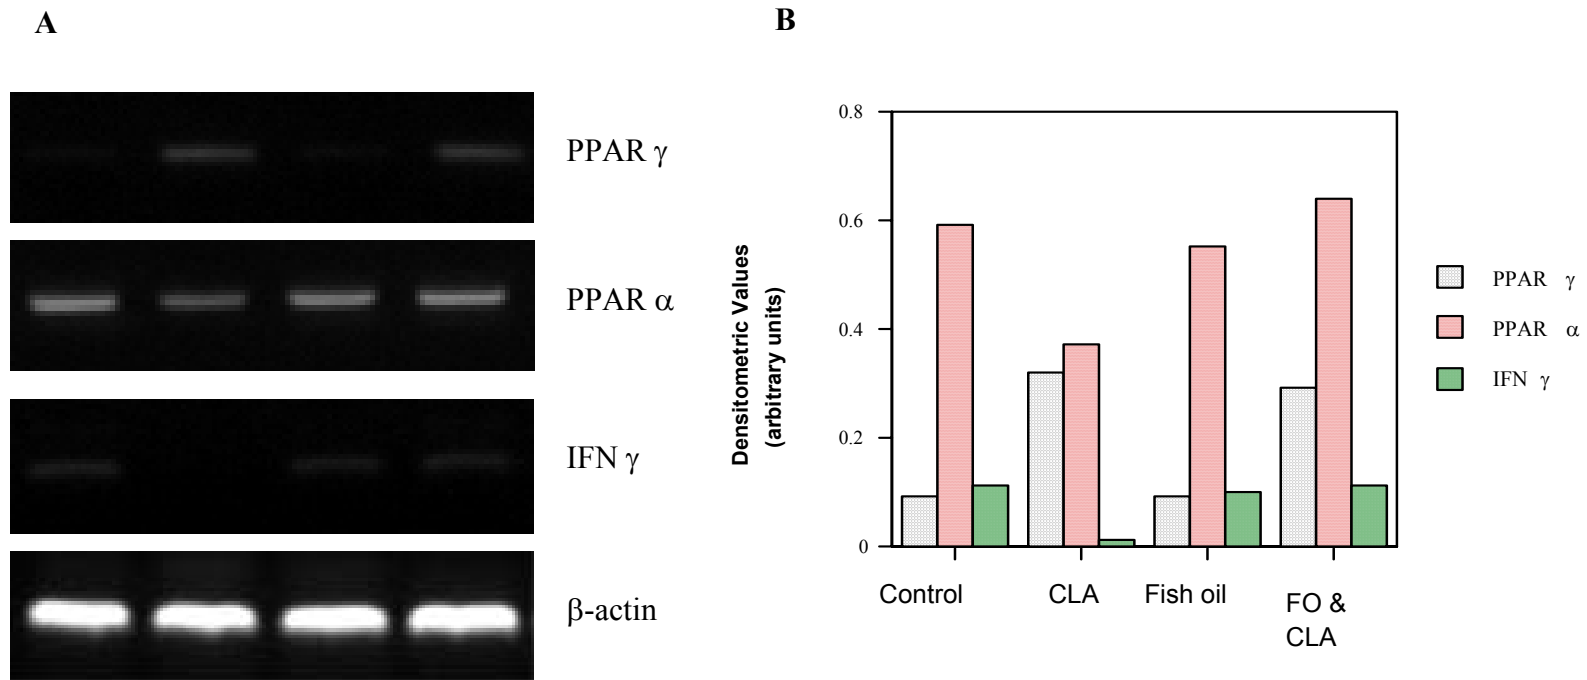 A
PPAR γ
PPAR α
IFN γ
β-actin
B
Densitometric Values
(arbitrary units)
0.8
0.6
0.4
0.2
0
Control
CLA
Fish oil
FO &
CLA
PPAR γ
PPAR α
IFN γ